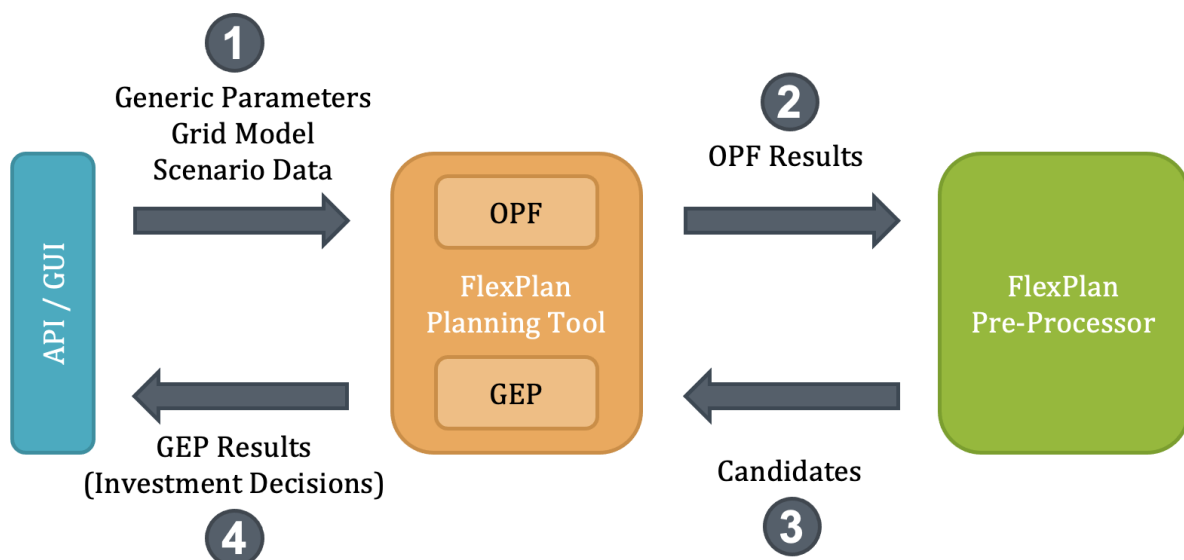 1
Generic Parameters
Grid Model
Scenario Data
2
OPF Results
API / GUI
OPF
FlexPlan
Planning Tool
GEP
FlexPlan
Pre-Processor
GEP Results
(Investment Decisions)
4
Candidates
3